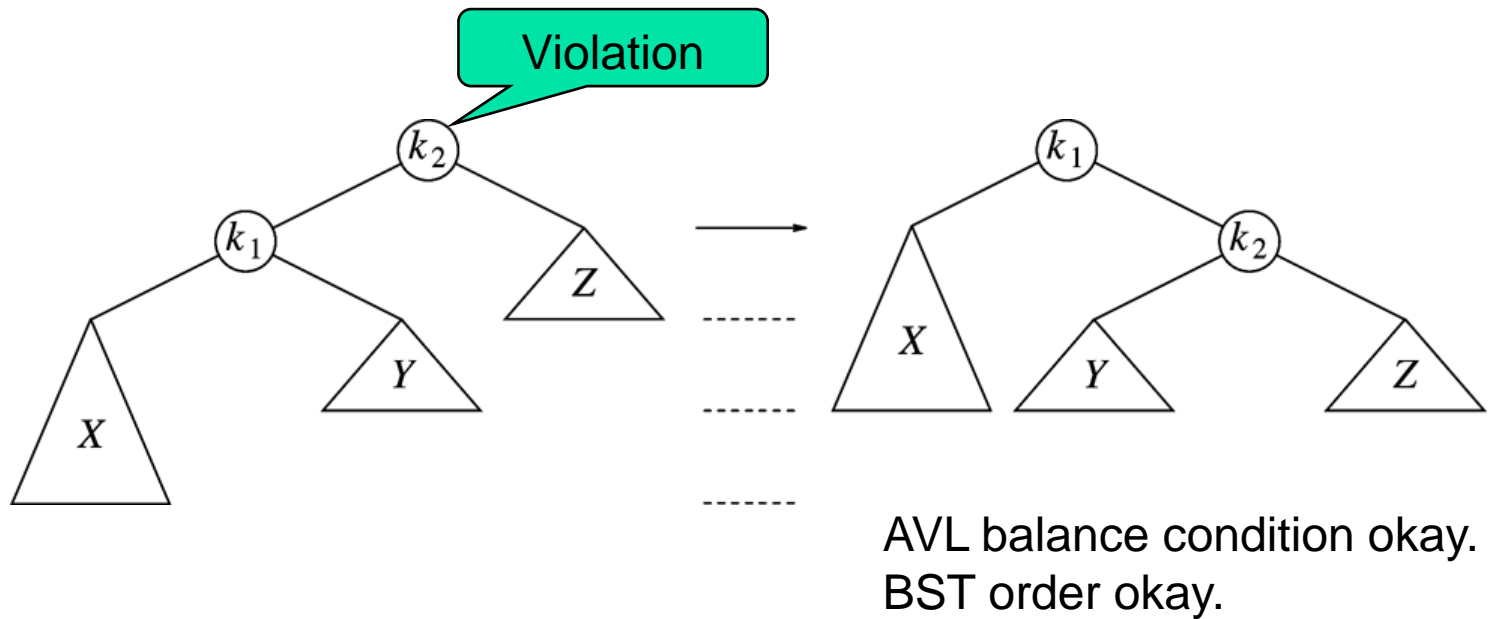 Violation
k₂
k₁
X
Y
Z
k₁
k₂
X
Y
Z
AVL balance condition okay.
BST order okay.